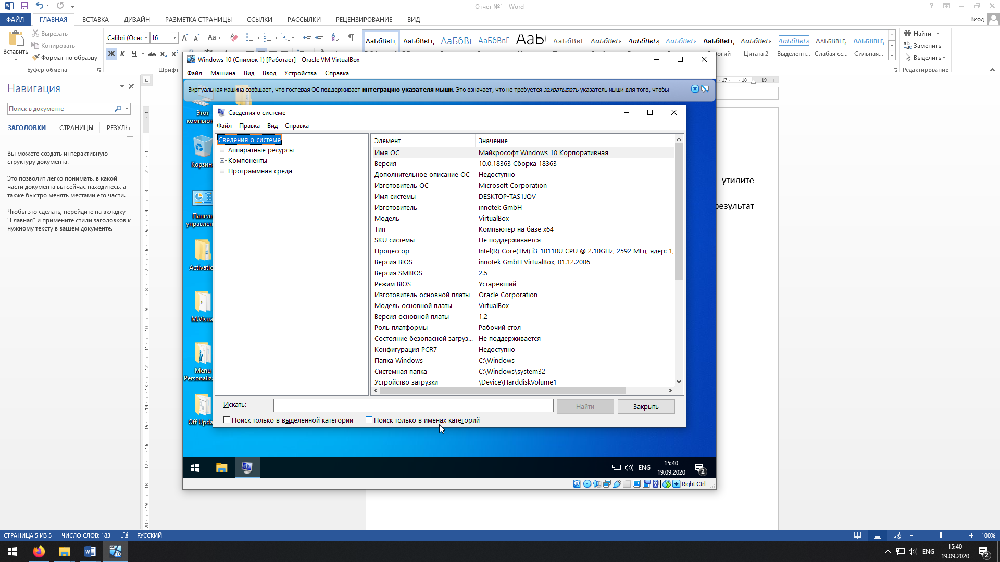 Отчет №1 - Word
ФАЙЛ ГЛАВНАЯ ВСТАВКА ДИЗАЙН РАЗМЕТКА СТРАНИЦЫ ССЫЛКИ РАССЫЛКИ РЕЦЕНЗИРОВАНИЕ ВИД Вход
Вставить
Вырезать
Копировать
Формат по образцу
Буфер обмена
Calibri (Оснс 16
Ж К Ч abc x₂ x²
Шрифт
АаБбВвГг, АаБбВвГг, АаБбВı АаБбВвГ АаЫ АаБбВвГ АаБбВвГг АаБбВвГг АаБбВвГг АаБбВвГг, АаБбВвГг АаБбВвГг ААББВВГГ, ААББВВГГ,
Цитата 2 Выделенн... Слабая сс... Сильная...
Найти
Заменить
Выделить
Редактирование
Навигация
Поиск в документе
ЗАГОЛОВКИ СТРАНИЦЫ РЕЗУЛЬ
Вы можете создать интерактивную
структуру документа.
Это позволит легко понимать, в какой
части документа вы сейчас находитесь, а
также быстро менять местами его части.
Чтобы это сделать, перейдите на вкладку
"Главная" и примените стили заголовков к
нужному тексту в вашем документе.
17 18 19
утилите
результат
Windows 10 (Снимок 1) [Работает] - Oracle VM VirtualBox
Файл Машина Вид Ввод Устройства Справка
Виртуальная машина сообщает, что гостевая ОС поддерживает интеграцию указателя мыши. Это означает, что не требуется захватывать указатель мыши для того, чтобы
Этот
компьют
Корзин
Панель
управлен
Activatio
M.Visua
Menu
Personaliza
Off Upda
Сведения о системе
Файл Правка Вид Справка
Сведения о системе
Аппаратные ресурсы
Компоненты
Программная среда
Элемент Значение
Имя ОС Майкрософт Windows 10 Корпоративная
Версия 10.0.18363 Сборка 18363
Дополнительное описание ОС Недоступно
Изготовитель ОС Microsoft Corporation
Имя системы DESKTOP-TAS1JQV
Изготовитель innotek GmbH
Модель VirtualBox
Тип Компьютер на базе x64
SKU системы Не поддерживается
Процессор Intel(R) Core(TM) i3-10110U CPU @ 2.10GHz, 2592 МГц, ядер: 1,
Версия BIOS innotek GmbH VirtualBox, 01.12.2006
Версия SMBIOS 2.5
Режим BIOS Устаревший
Изготовитель основной платы Oracle Corporation
Модель основной платы VirtualBox
Версия основной платы 1.2
Роль платформы Рабочий стол
Состояние безопасной загруз... Не поддерживается
Конфигурация PCR7 Недоступно
Папка Windows C:\Windows
Системная папка C:\Windows\system32
Устройство загрузки \Device\HarddiskVolume1
Искать: Найти Закрыть
Поиск только в выделенной категории Поиск только в именах категорий
ENG 15:40
19.09.2020 2
Right Ctrl
СТРАНИЦА 5 ИЗ 5 ЧИСЛО СЛОВ: 183 РУССКИЙ 100%
ENG 15:40
19.09.2020 2